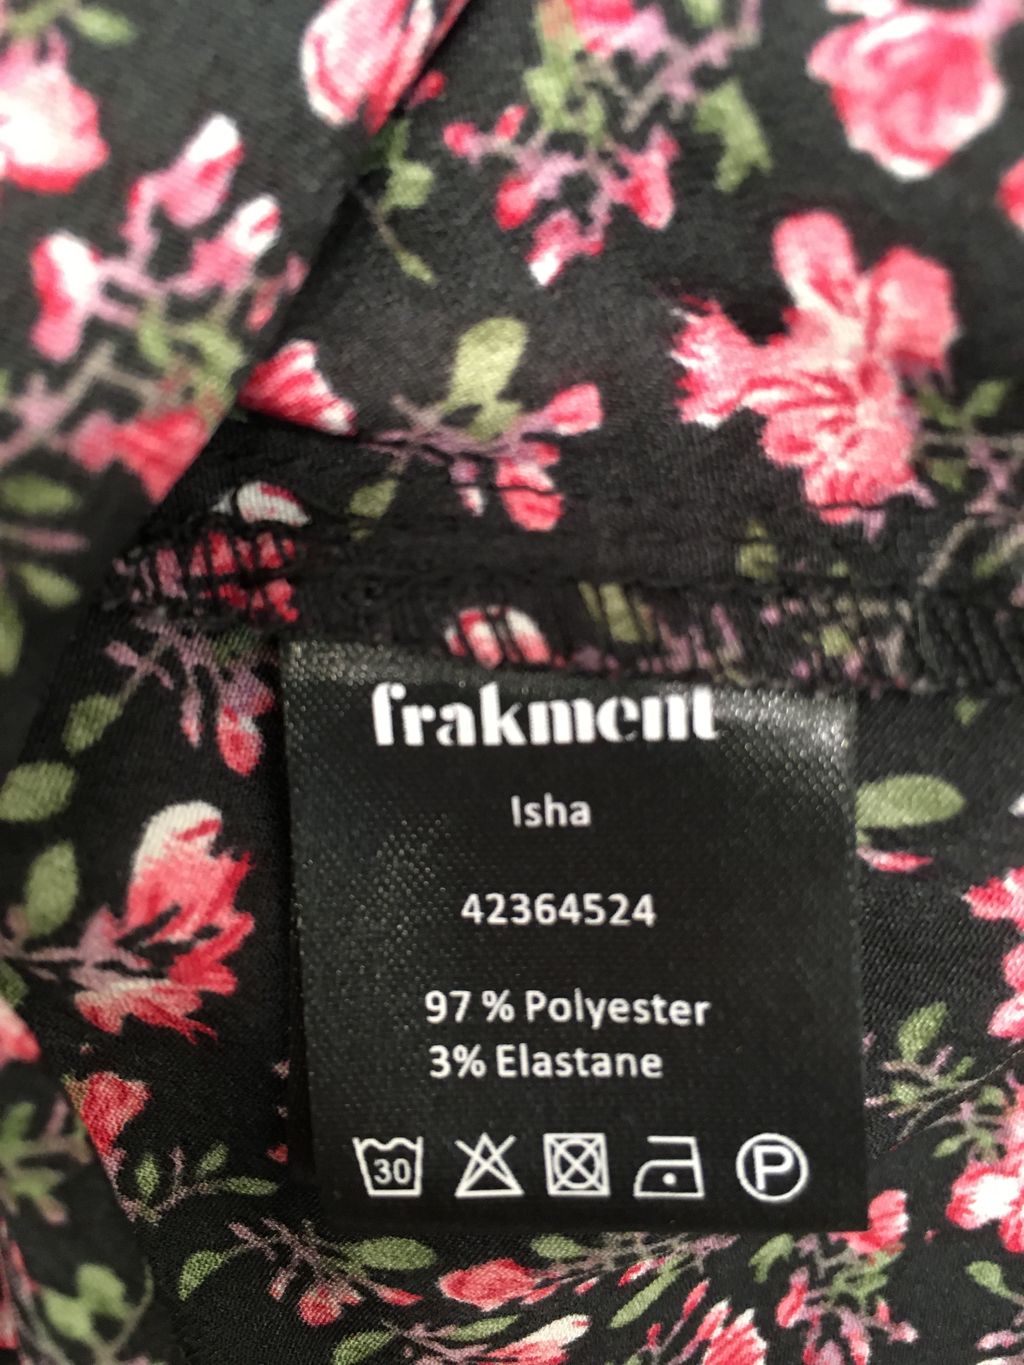 frakment
Isha
42364524
97 % Polyester
3% Elastane
30 P